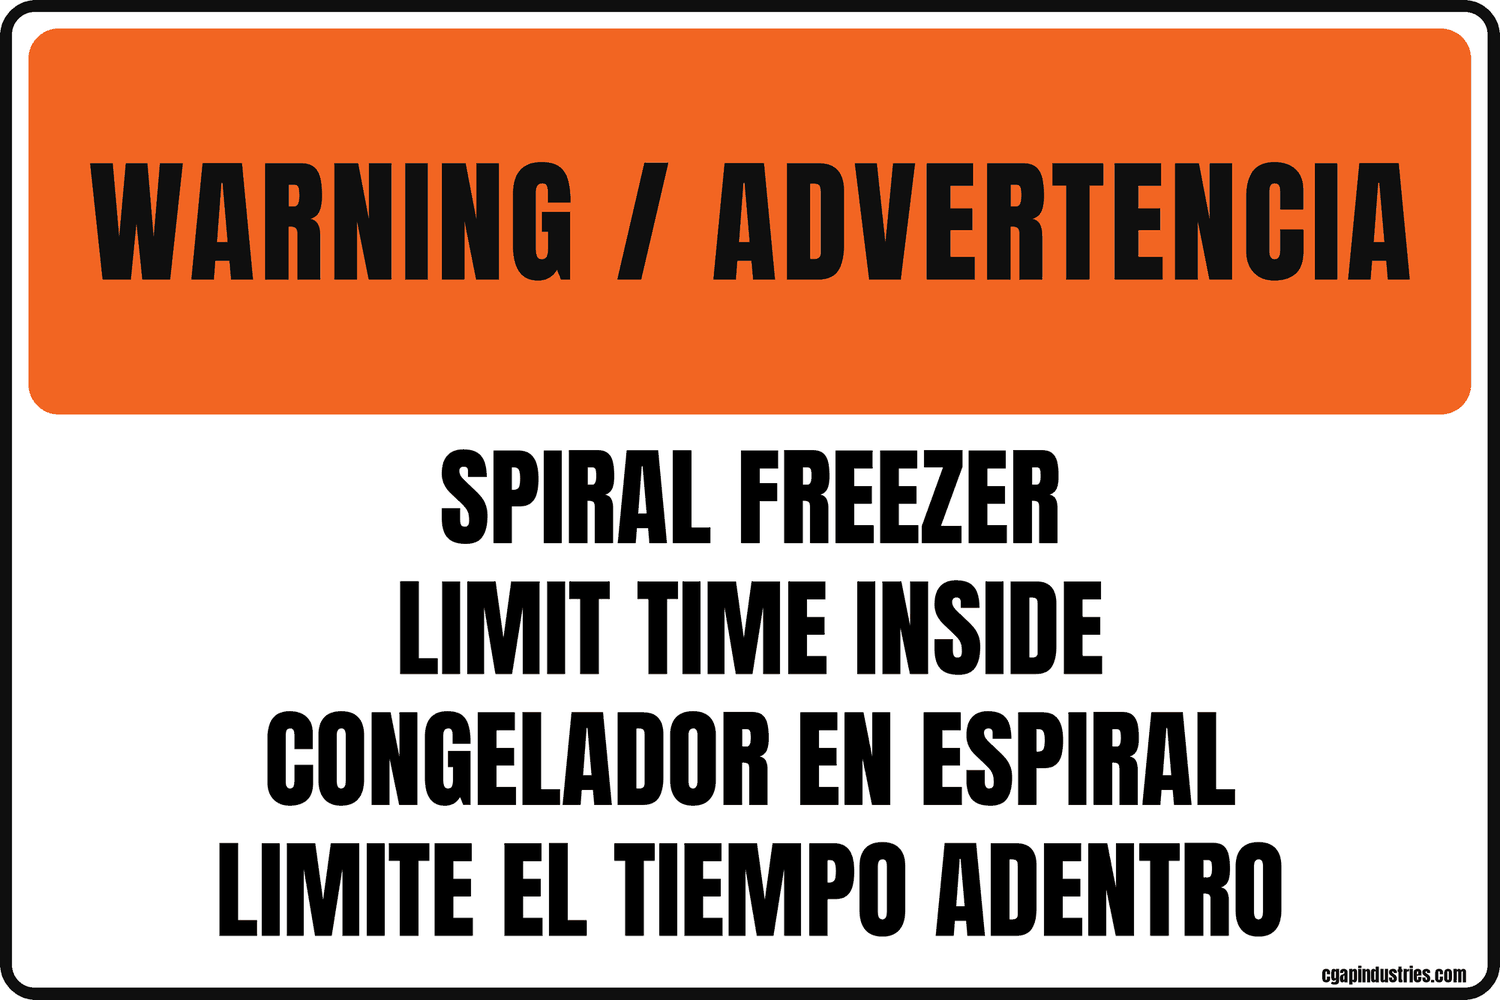 WARNING / ADVERTENCIA
SPIRAL FREEZER
LIMIT TIME INSIDE
CONGELADOR EN ESPIRAL
LIMITE EL TIEMPO ADENTRO
cgapindustries.com